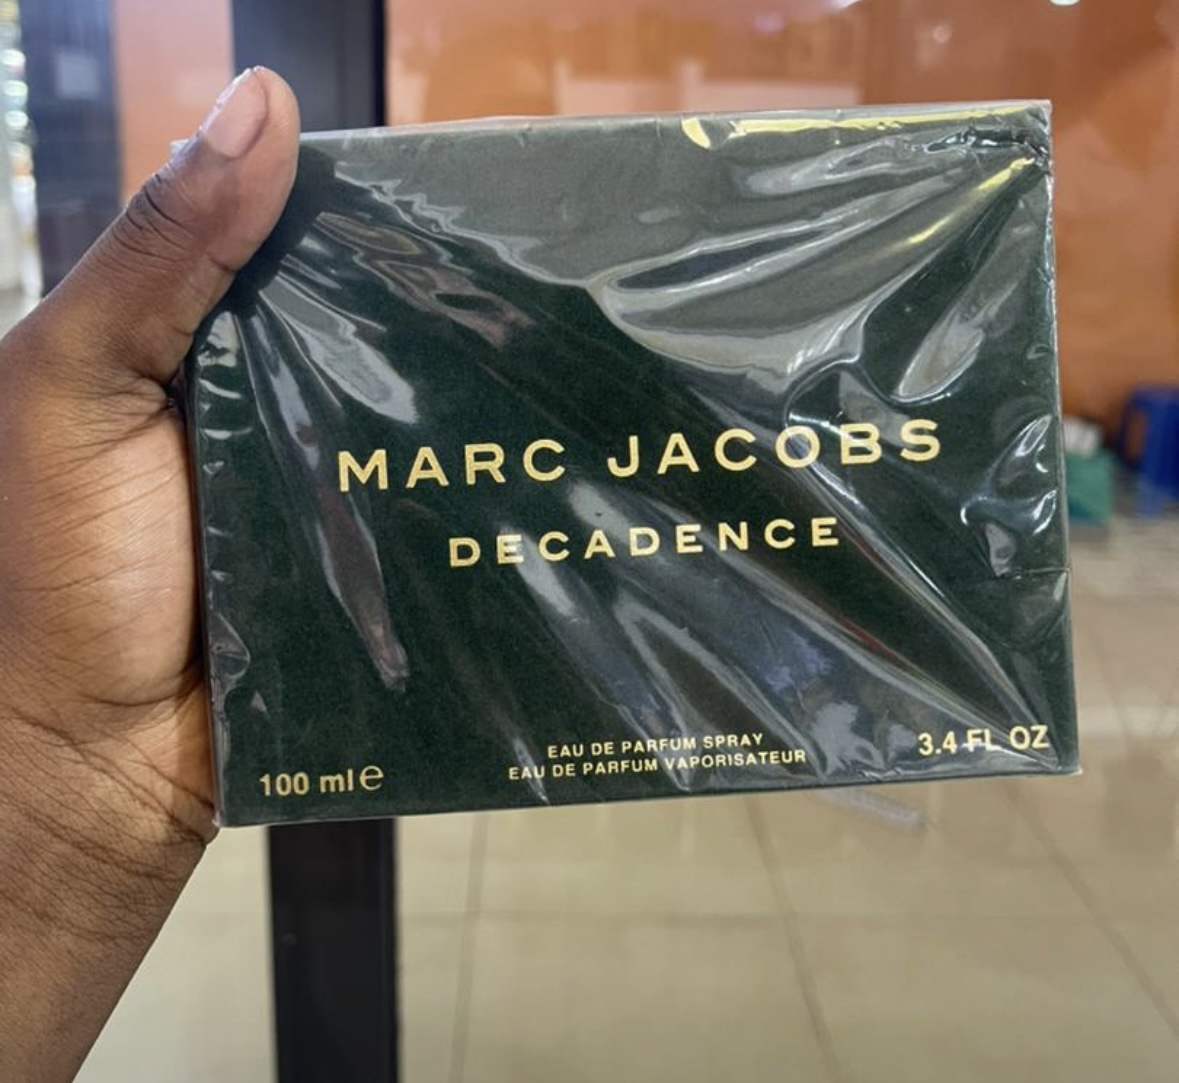 MARC JACOBS
DECADENCE
EAU DE PARFUM SPRAY
EAU DE PARFUM VAPORISATEUR
100 ml e
3.4 FL OZ